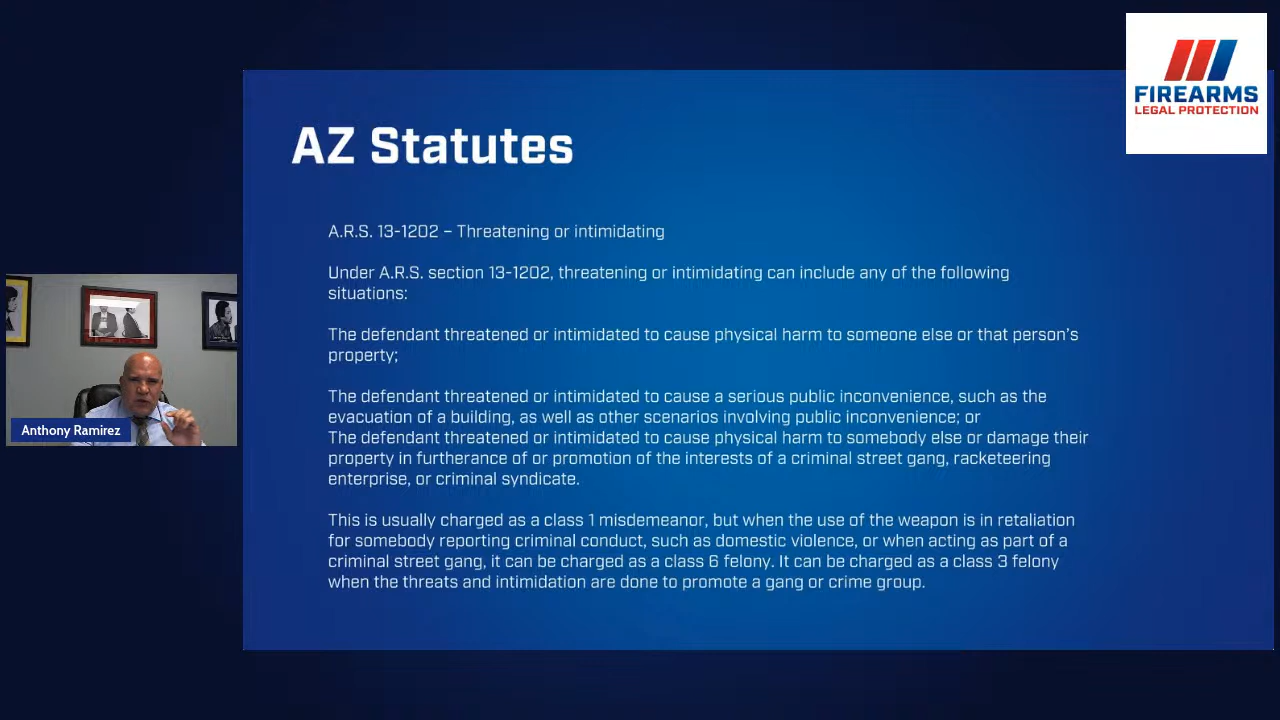 FIREARMS
LEGAL PROTECTION
AZ Statutes
A.R.S. 13-1202 – Threatening or intimidating
Under A.R.S. section 13-1202, threatening or intimidating can include any of the following
situations:
The defendant threatened or intimidated to cause physical harm to someone else or that person's
property;
The defendant threatened or intimidated to cause a serious public inconvenience, such as the
evacuation of a building, as well as other scenarios involving public inconvenience; or
The defendant threatened or intimidated to cause physical harm to somebody else or damage their
property in furtherance of or promotion of the interests of a criminal street gang, racketeering
enterprise, or criminal syndicate.
This is usually charged as a class 1 misdemeanor, but when the use of the weapon is in retaliation
for somebody reporting criminal conduct, such as domestic violence, or when acting as part of a
criminal street gang, it can be charged as a class 6 felony. It can be charged as a class 3 felony
when the threats and intimidation are done to promote a gang or crime group.
Anthony Ramirez